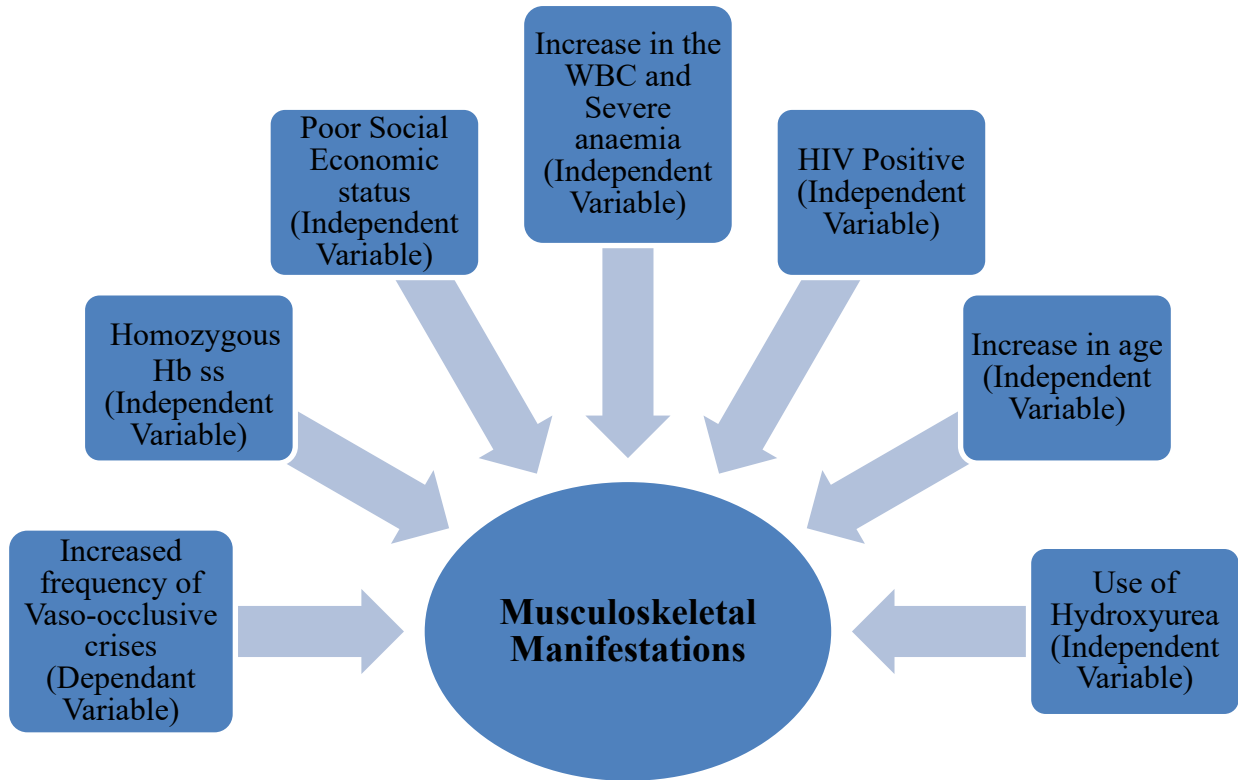 Increase in the
WBC and
Severe
anaemia
(Independent
Variable)
Poor Social
Economic
status
(Independent
Variable)
HIV Positive
(Independent
Variable)
Homozygous
Hb ss
(Independent
Variable)
Increase in age
(Independent
Variable)
Increased
frequency of
Vaso-occlusive
crises
(Dependant
Variable)
Musculoskeletal
Manifestations
Use of
Hydroxyurea
(Independent
Variable)